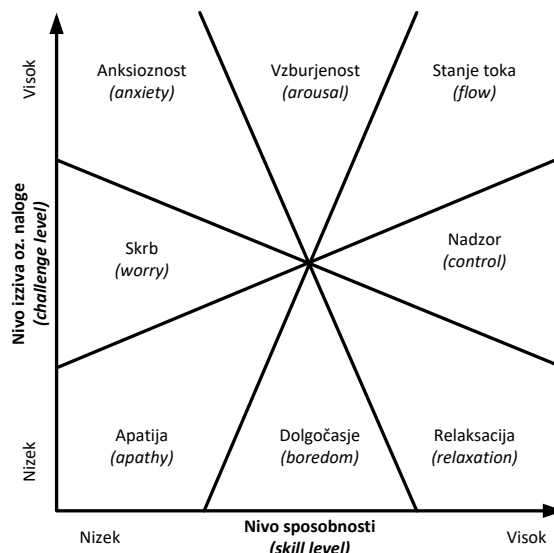 Visok
Nivo izziva oz. naloge
(challenge level)
Nizek
Anksioznost
(anxiety)
Vzburjenost
(arousal)
Stanje toka
(flow)
Skrb
(worry)
Nadzor
(control)
Apatija
(apathy)
Dolgočasje
(boredom)
Relaksacija
(relaxation)
Nizek
Nivo sposobnosti
(skill level)
Visok